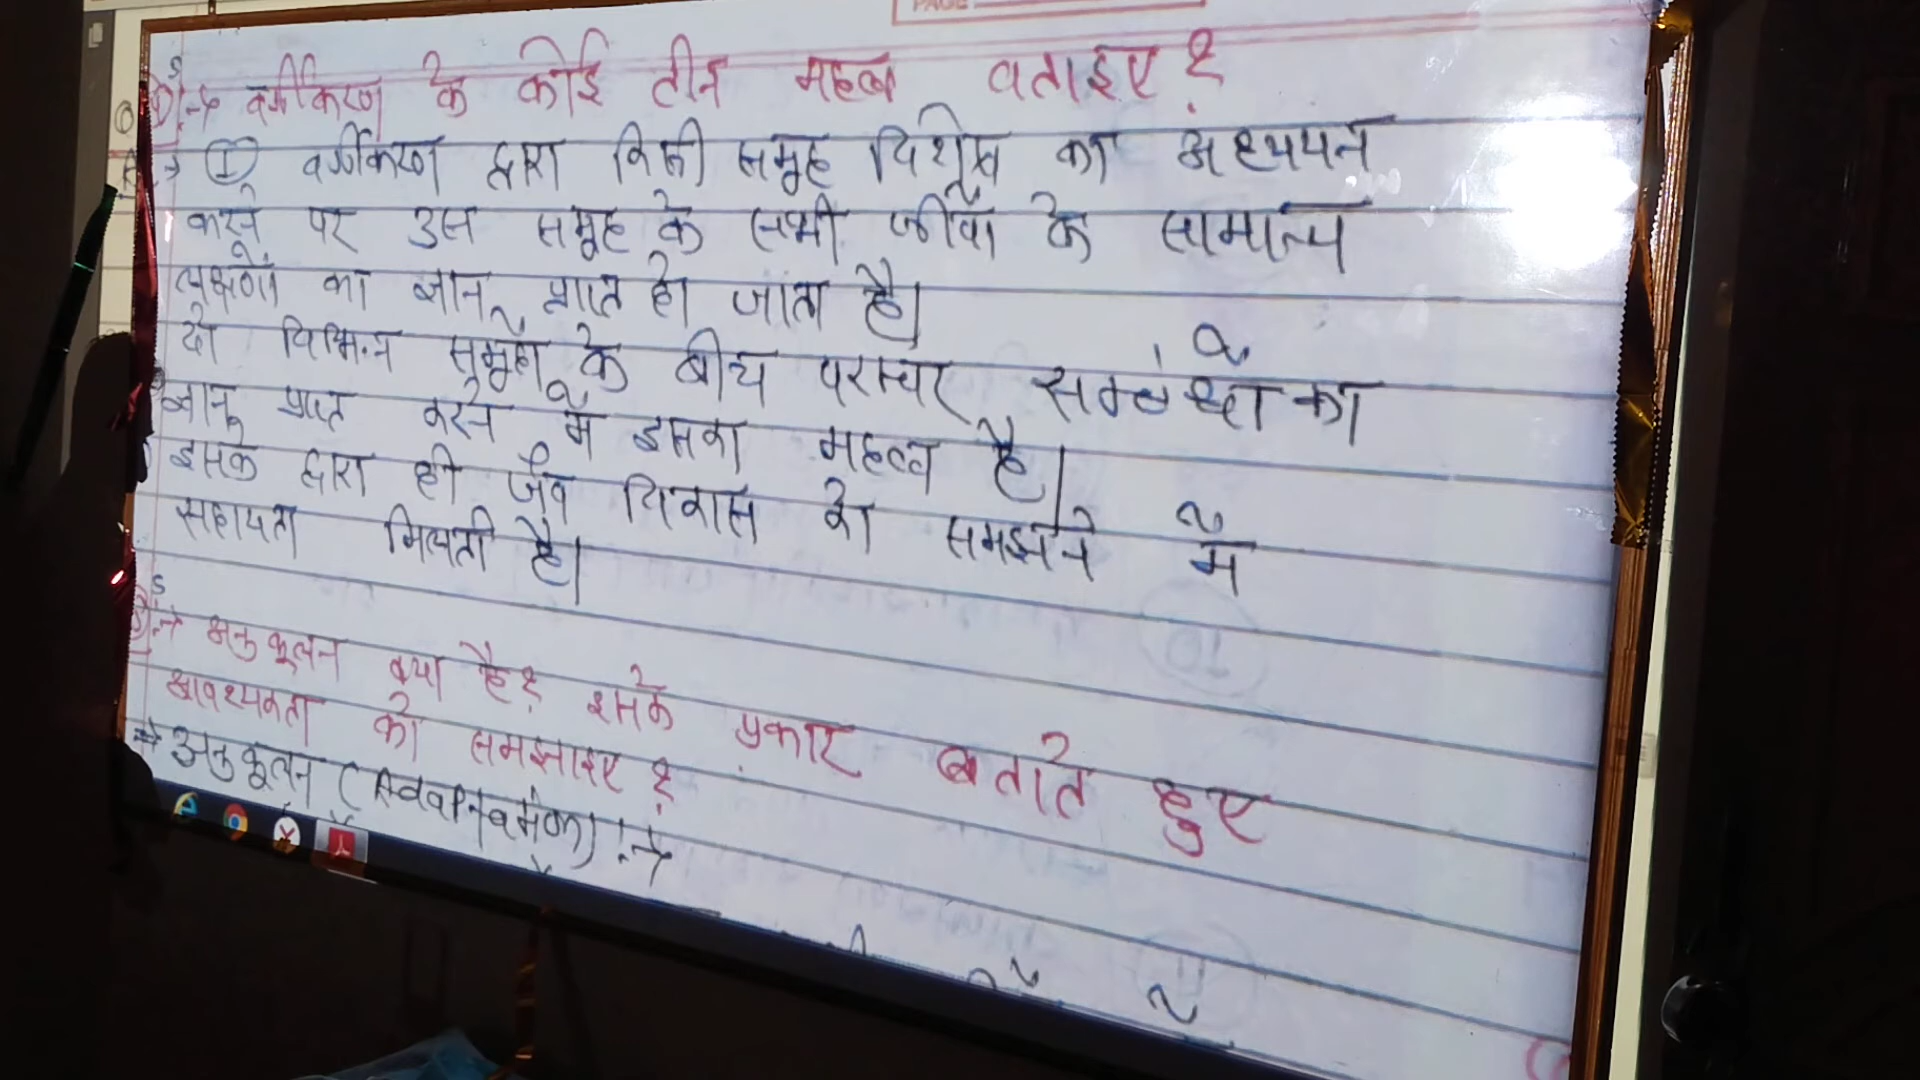 PAGE
वर्गीकरण के कोई तीन महत्व बताइए ?
① वर्गीकरण द्वारा किसी समूह विशेष का अध्ययन
करने पर उस समूह के सभी जीवों के सामान्य
लक्षणों का ज्ञान प्राप्त हो जाता है।
दो विभिन्न समूहों के बीच परस्पर सम्बंधों का
ज्ञान प्राप्त करने में इसका महत्व है।
इसके द्वारा ही जैव विकास को समझने में
सहायता मिलती है।
अनुकूलन क्या है? इसके प्रकार बताते हुए
आवश्यकता को समझाइए ?
→ अनुकूलन